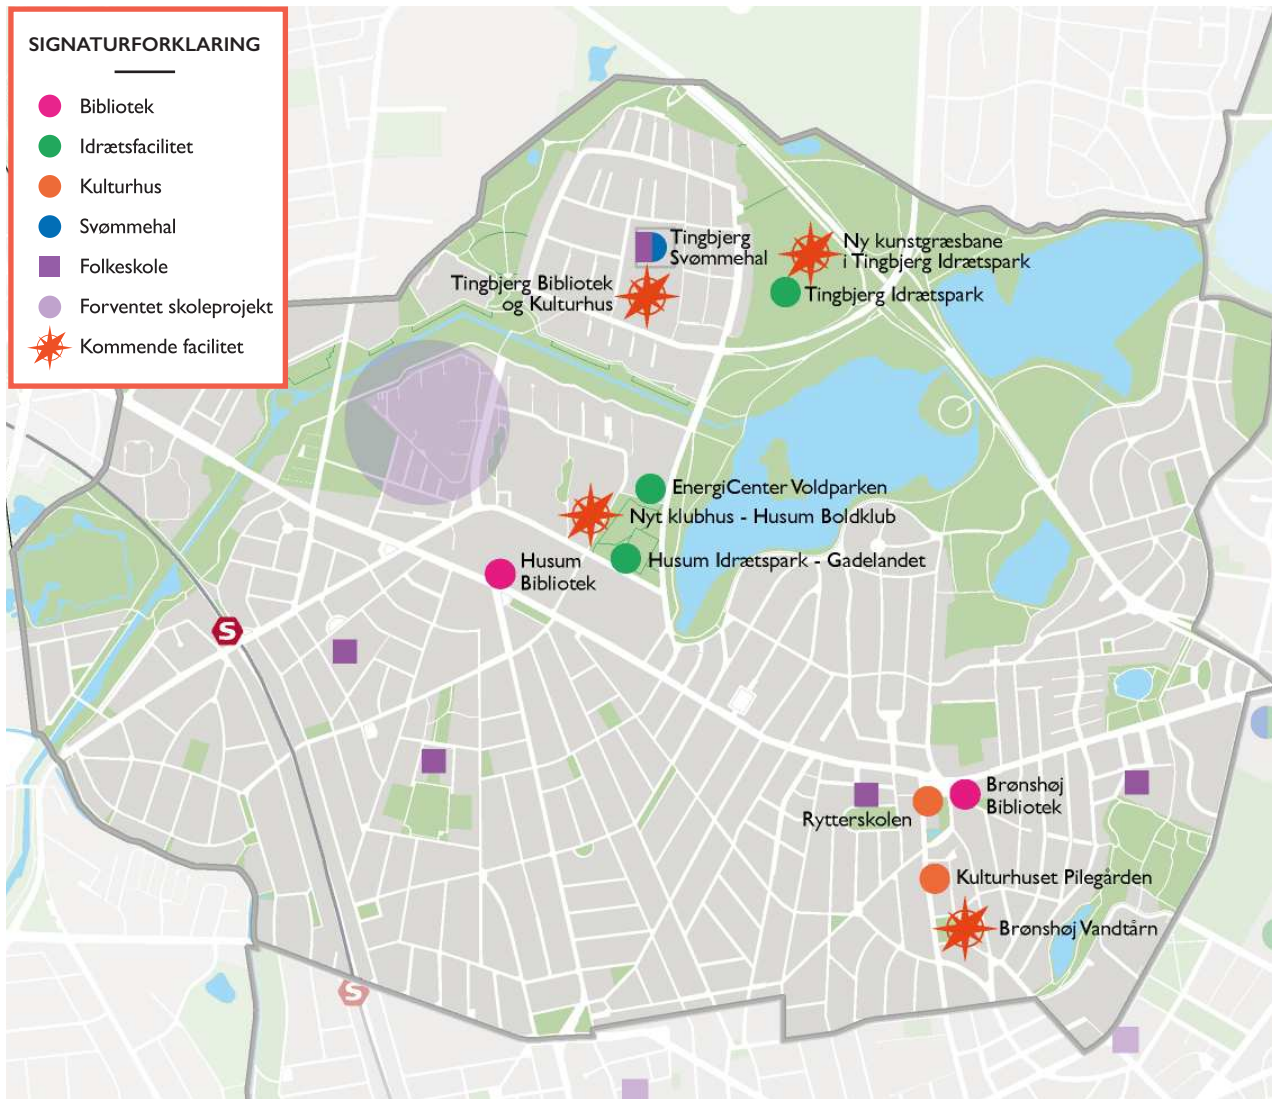 SIGNATURFORKLARING
Bibliotek
Idrætsfacilitet
Kulturhus
Svømmehal
Folkeskole
Forventet skoleprojekt
Kommende facilitet
Tingbjerg
Svømmehal
Ny kunstgræsbane
i Tingbjerg Idrætspark
Tingbjerg Bibliotek
og Kulturhus
Tingbjerg Idrætspark
EnergiCenter Voldparken
Nyt klubhus - Husum Boldklub
Husum
Bibliotek
Husum Idrætspark - Gadelandet
S
Brønshøj
Bibliotek
Rytterskolen
Kulturhuset Pilegården
Brønshøj Vandtårn
S